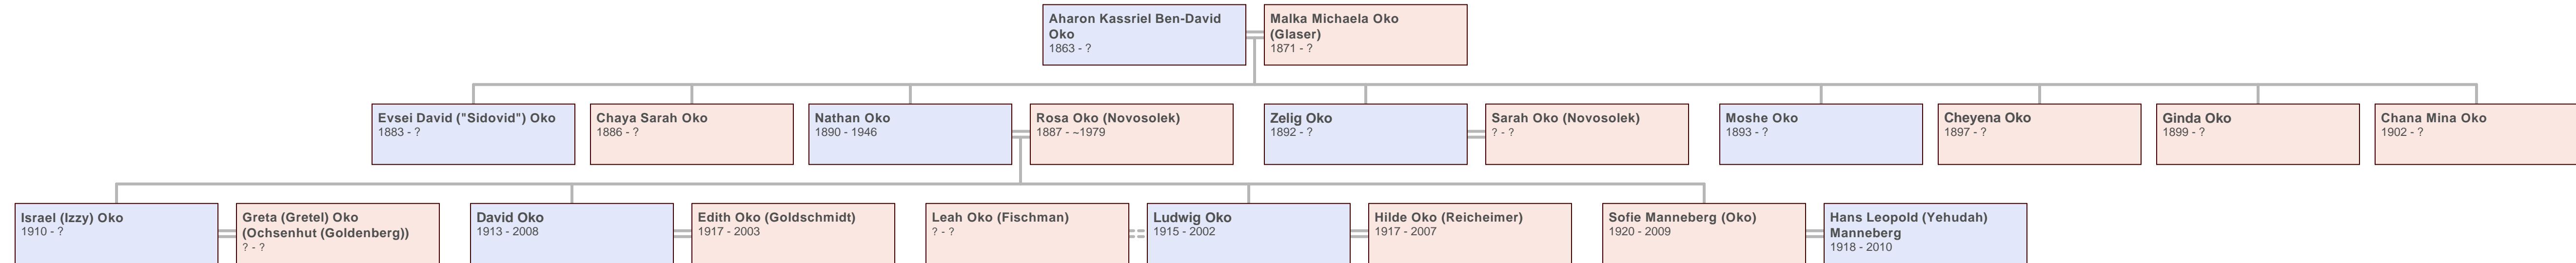 Aharon Kassriel Ben-David
Oko
1863 - ?
Malka Michaela Oko
(Glaser)
1871 - ?
Evsei David ("Sidovid") Oko
1883 - ?
Chaya Sarah Oko
1886 - ?
Nathan Oko
1890 - 1946
Rosa Oko (Novosolek)
1887 - ~1979
Zelig Oko
1892 - ?
Sarah Oko (Novosolek)
? - ?
Moshe Oko
1893 - ?
Cheyena Oko
1897 - ?
Ginda Oko
1899 - ?
Chana Mina Oko
1902 - ?
Israel (Izzy) Oko
1910 - ?
Greta (Gretel) Oko
(Ochsenhut (Goldenberg))
? - ?
David Oko
1913 - 2008
Edith Oko (Goldschmidt)
1917 - 2003
Leah Oko (Fischman)
? - ?
Ludwig Oko
1915 - 2002
Hilde Oko (Reicheimer)
1917 - 2007
Sofie Manneberg (Oko)
1920 - 2009
Hans Leopold (Yehudah)
Manneberg
1918 - 2010